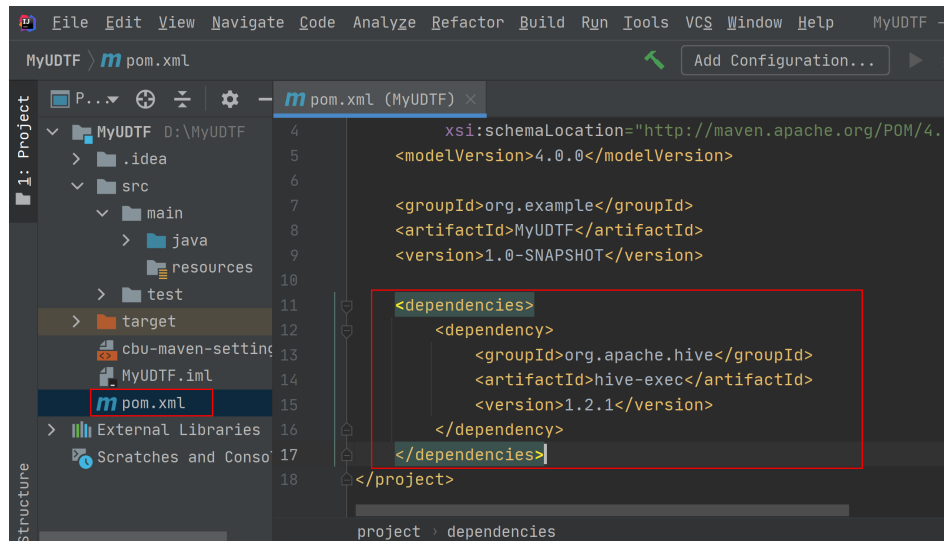 File Edit View Navigate Code Analyze Refactor Build Run Tools VCS Window Help MyUDTF -
MyUDTF pom.xml Add Configuration...
1: Project
P... pom.xml (MyUDTF)
MyUDTF D:\MyUDTF
.idea
src
main
java
resources
test
target
cbu-maven-setting
MyUDTF.iml
pom.xml
External Libraries
Scratches and Conso
Structure
4 xsi:schemaLocation="http://maven.apache.org/POM/4.
5 <modelVersion>4.0.0</modelVersion>
6
7 <groupId>org.example</groupId>
8 <artifactId>MyUDTF</artifactId>
9 <version>1.0-SNAPSHOT</version>
10
11 <dependencies>
12 <dependency>
13 <groupId>org.apache.hive</groupId>
14 <artifactId>hive-exec</artifactId>
15 <version>1.2.1</version>
16 </dependency>
17 </dependencies>
18 </project>
project › dependencies